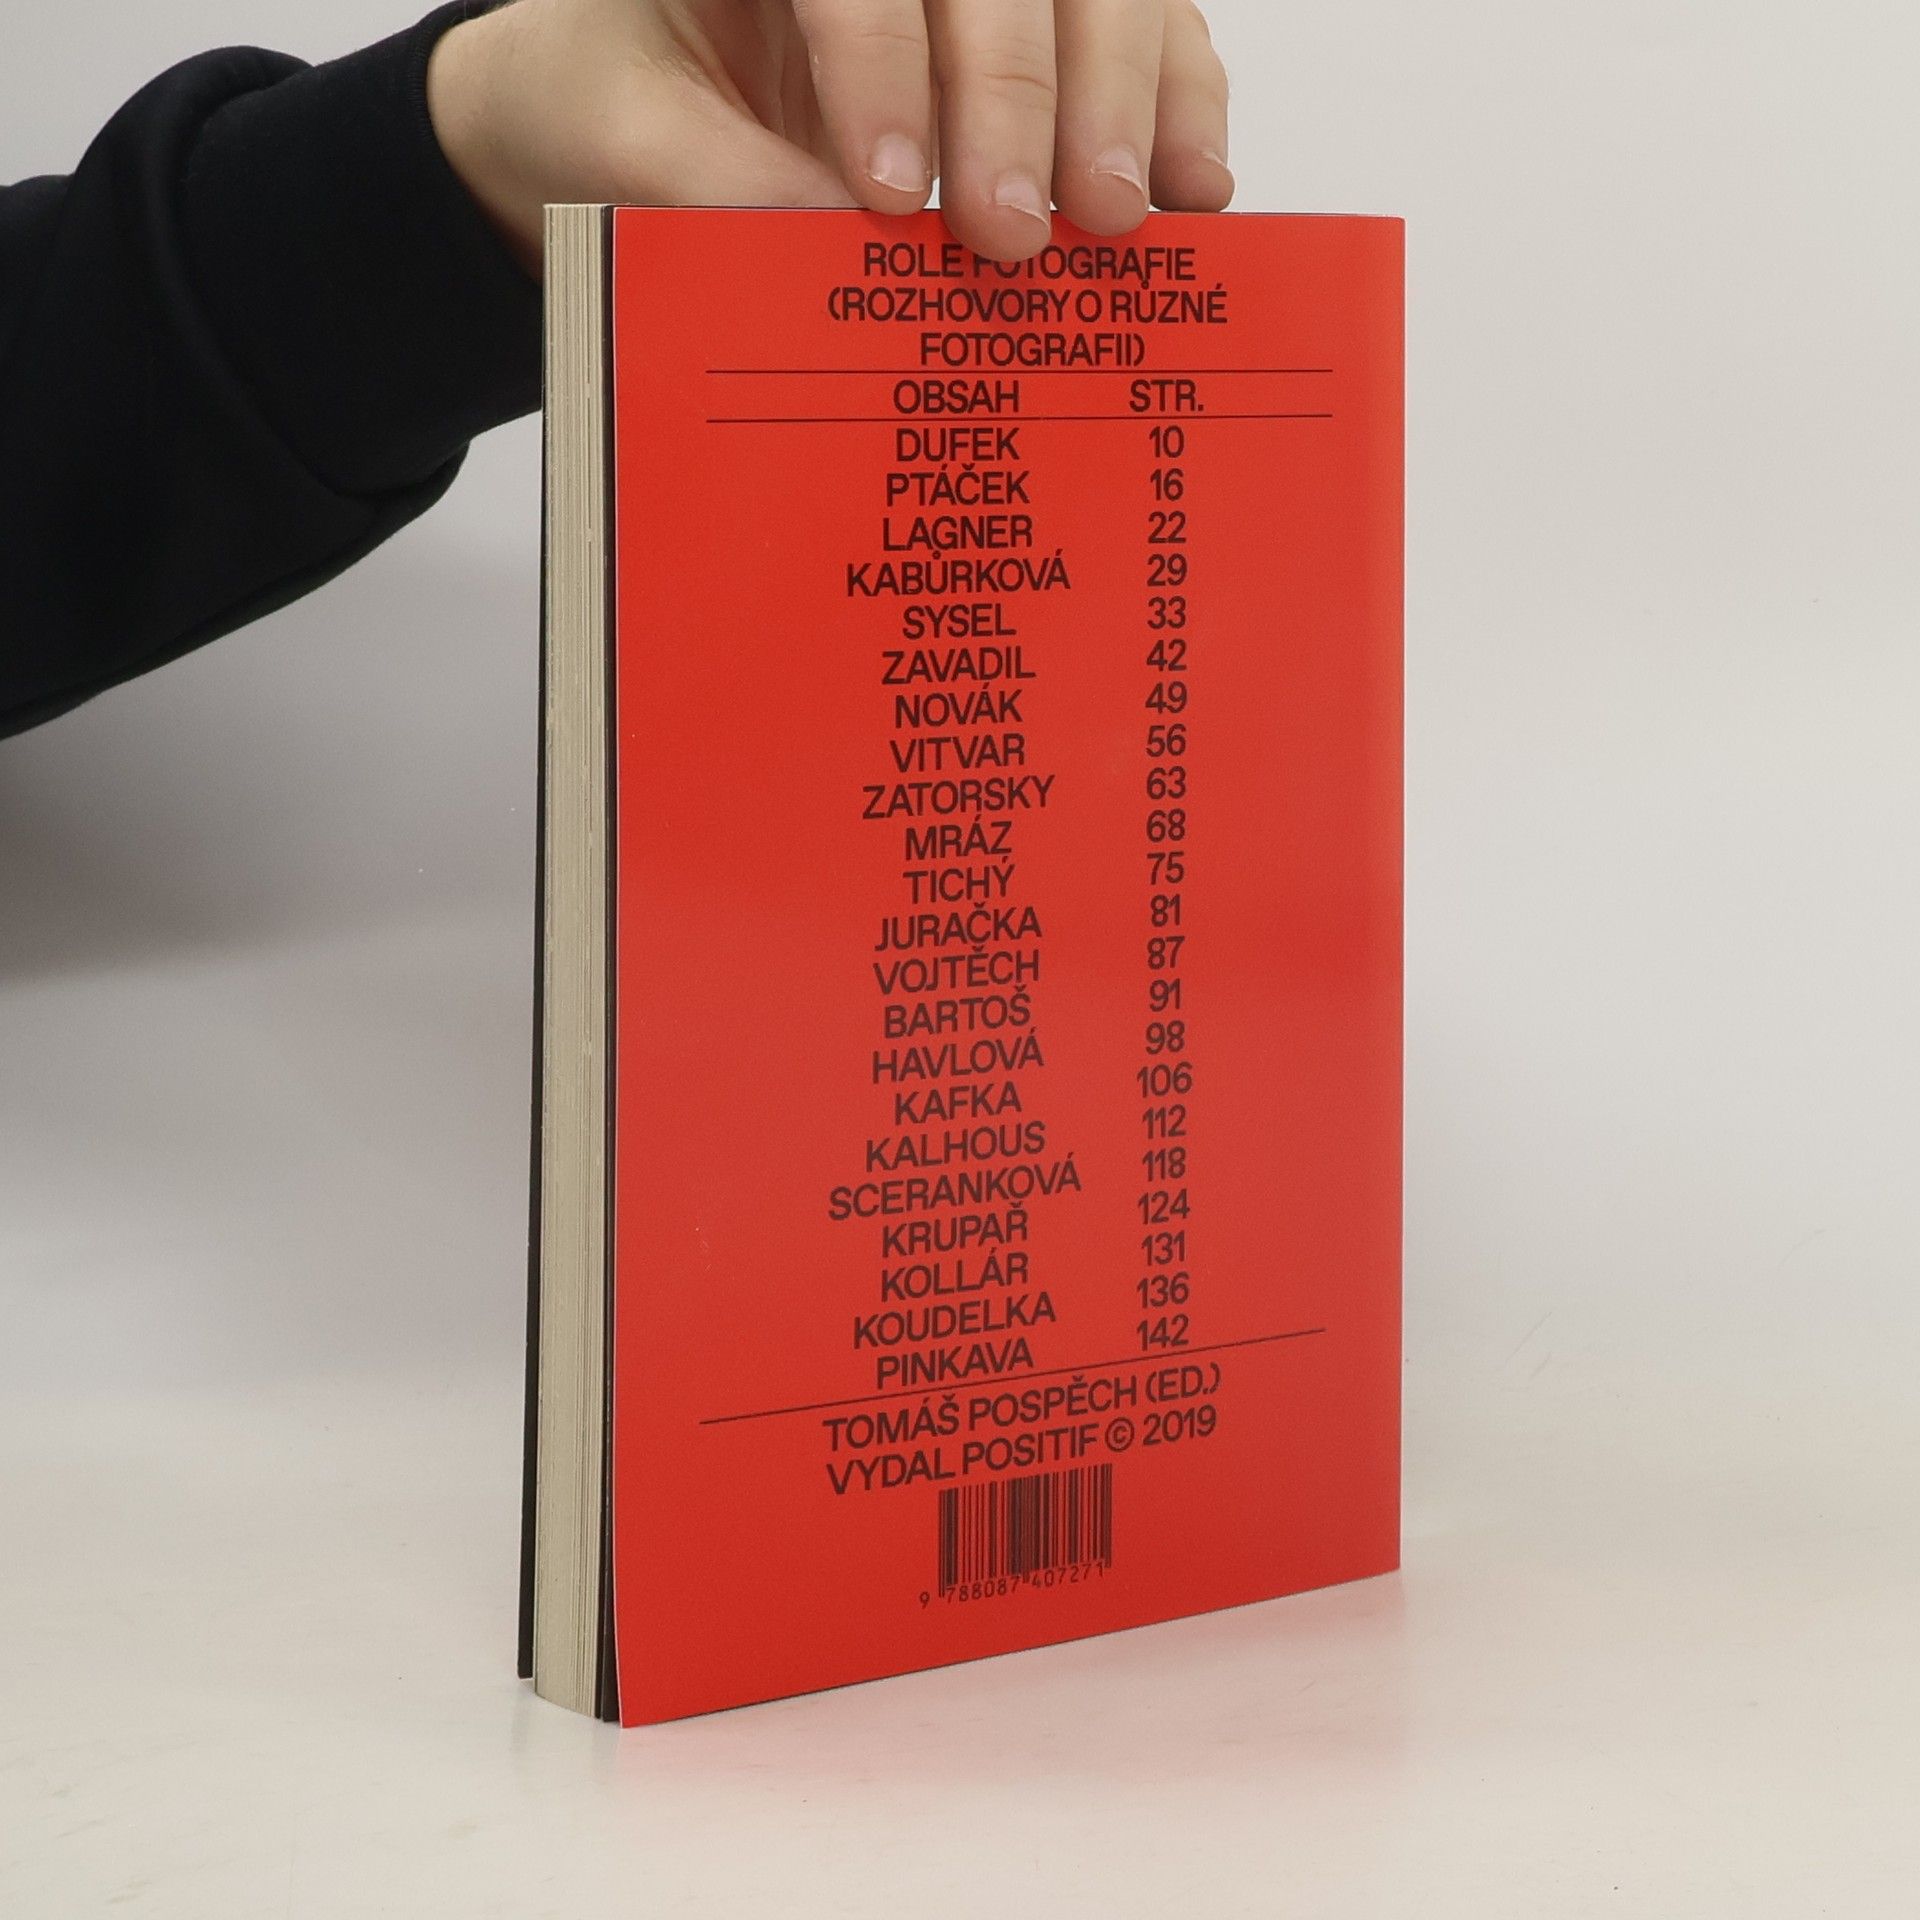 ROLE FOTOGRAFIE
(ROZHOVORY O RŮZNÉ
FOTOGRAFII)
OBSAH STR.
DUFEK 10
PTÁČEK 16
LAGNER 22
KABŮRKOVÁ 29
SYSEL 33
ZAVADIL 42
NOVÁK 49
VITVAR 56
ZATORSKY 63
MRÁZ 68
TICHÝ 75
JURAČKA 81
VOJTĚCH 87
BARTOŠ 91
HAVLOVÁ 98
KAFKA 106
KALHOUS 112
SCERANKOVÁ 118
KRUPAŘ 124
KOLLÁR 131
KOUDELKA 136
PINKAVA 142
TOMÁŠ POSPĚCH (ED.)
VYDAL POSITIF © 2019
9 788087 407271